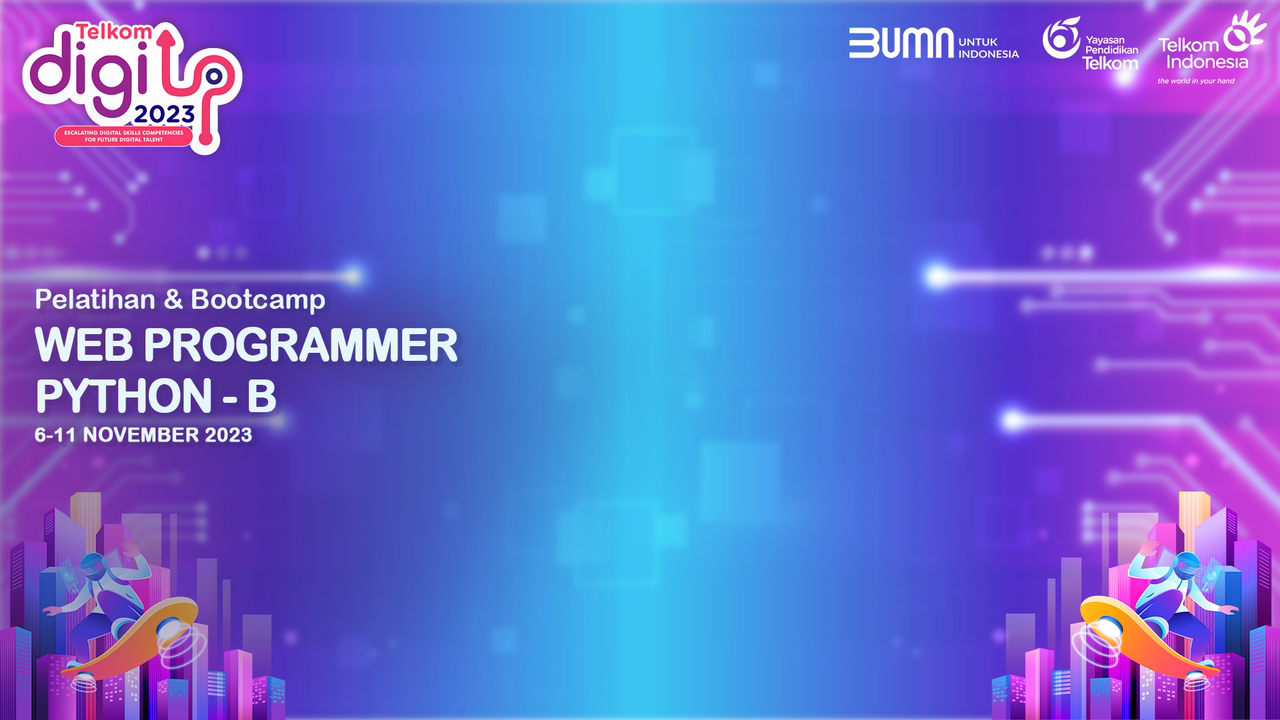 Telkom
digiUp
2023
ESCALATING DIGITAL SKILLS COMPETENCIES
FOR FUTURE DIGITAL TALENT
BUMN
UNTUK
INDONESIA
Yayasan
Pendidikan
Telkom
Telkom
Indonesia
the world in your hand
Pelatihan & Bootcamp
WEB PROGRAMMER
PYTHON - B
6-11 NOVEMBER 2023